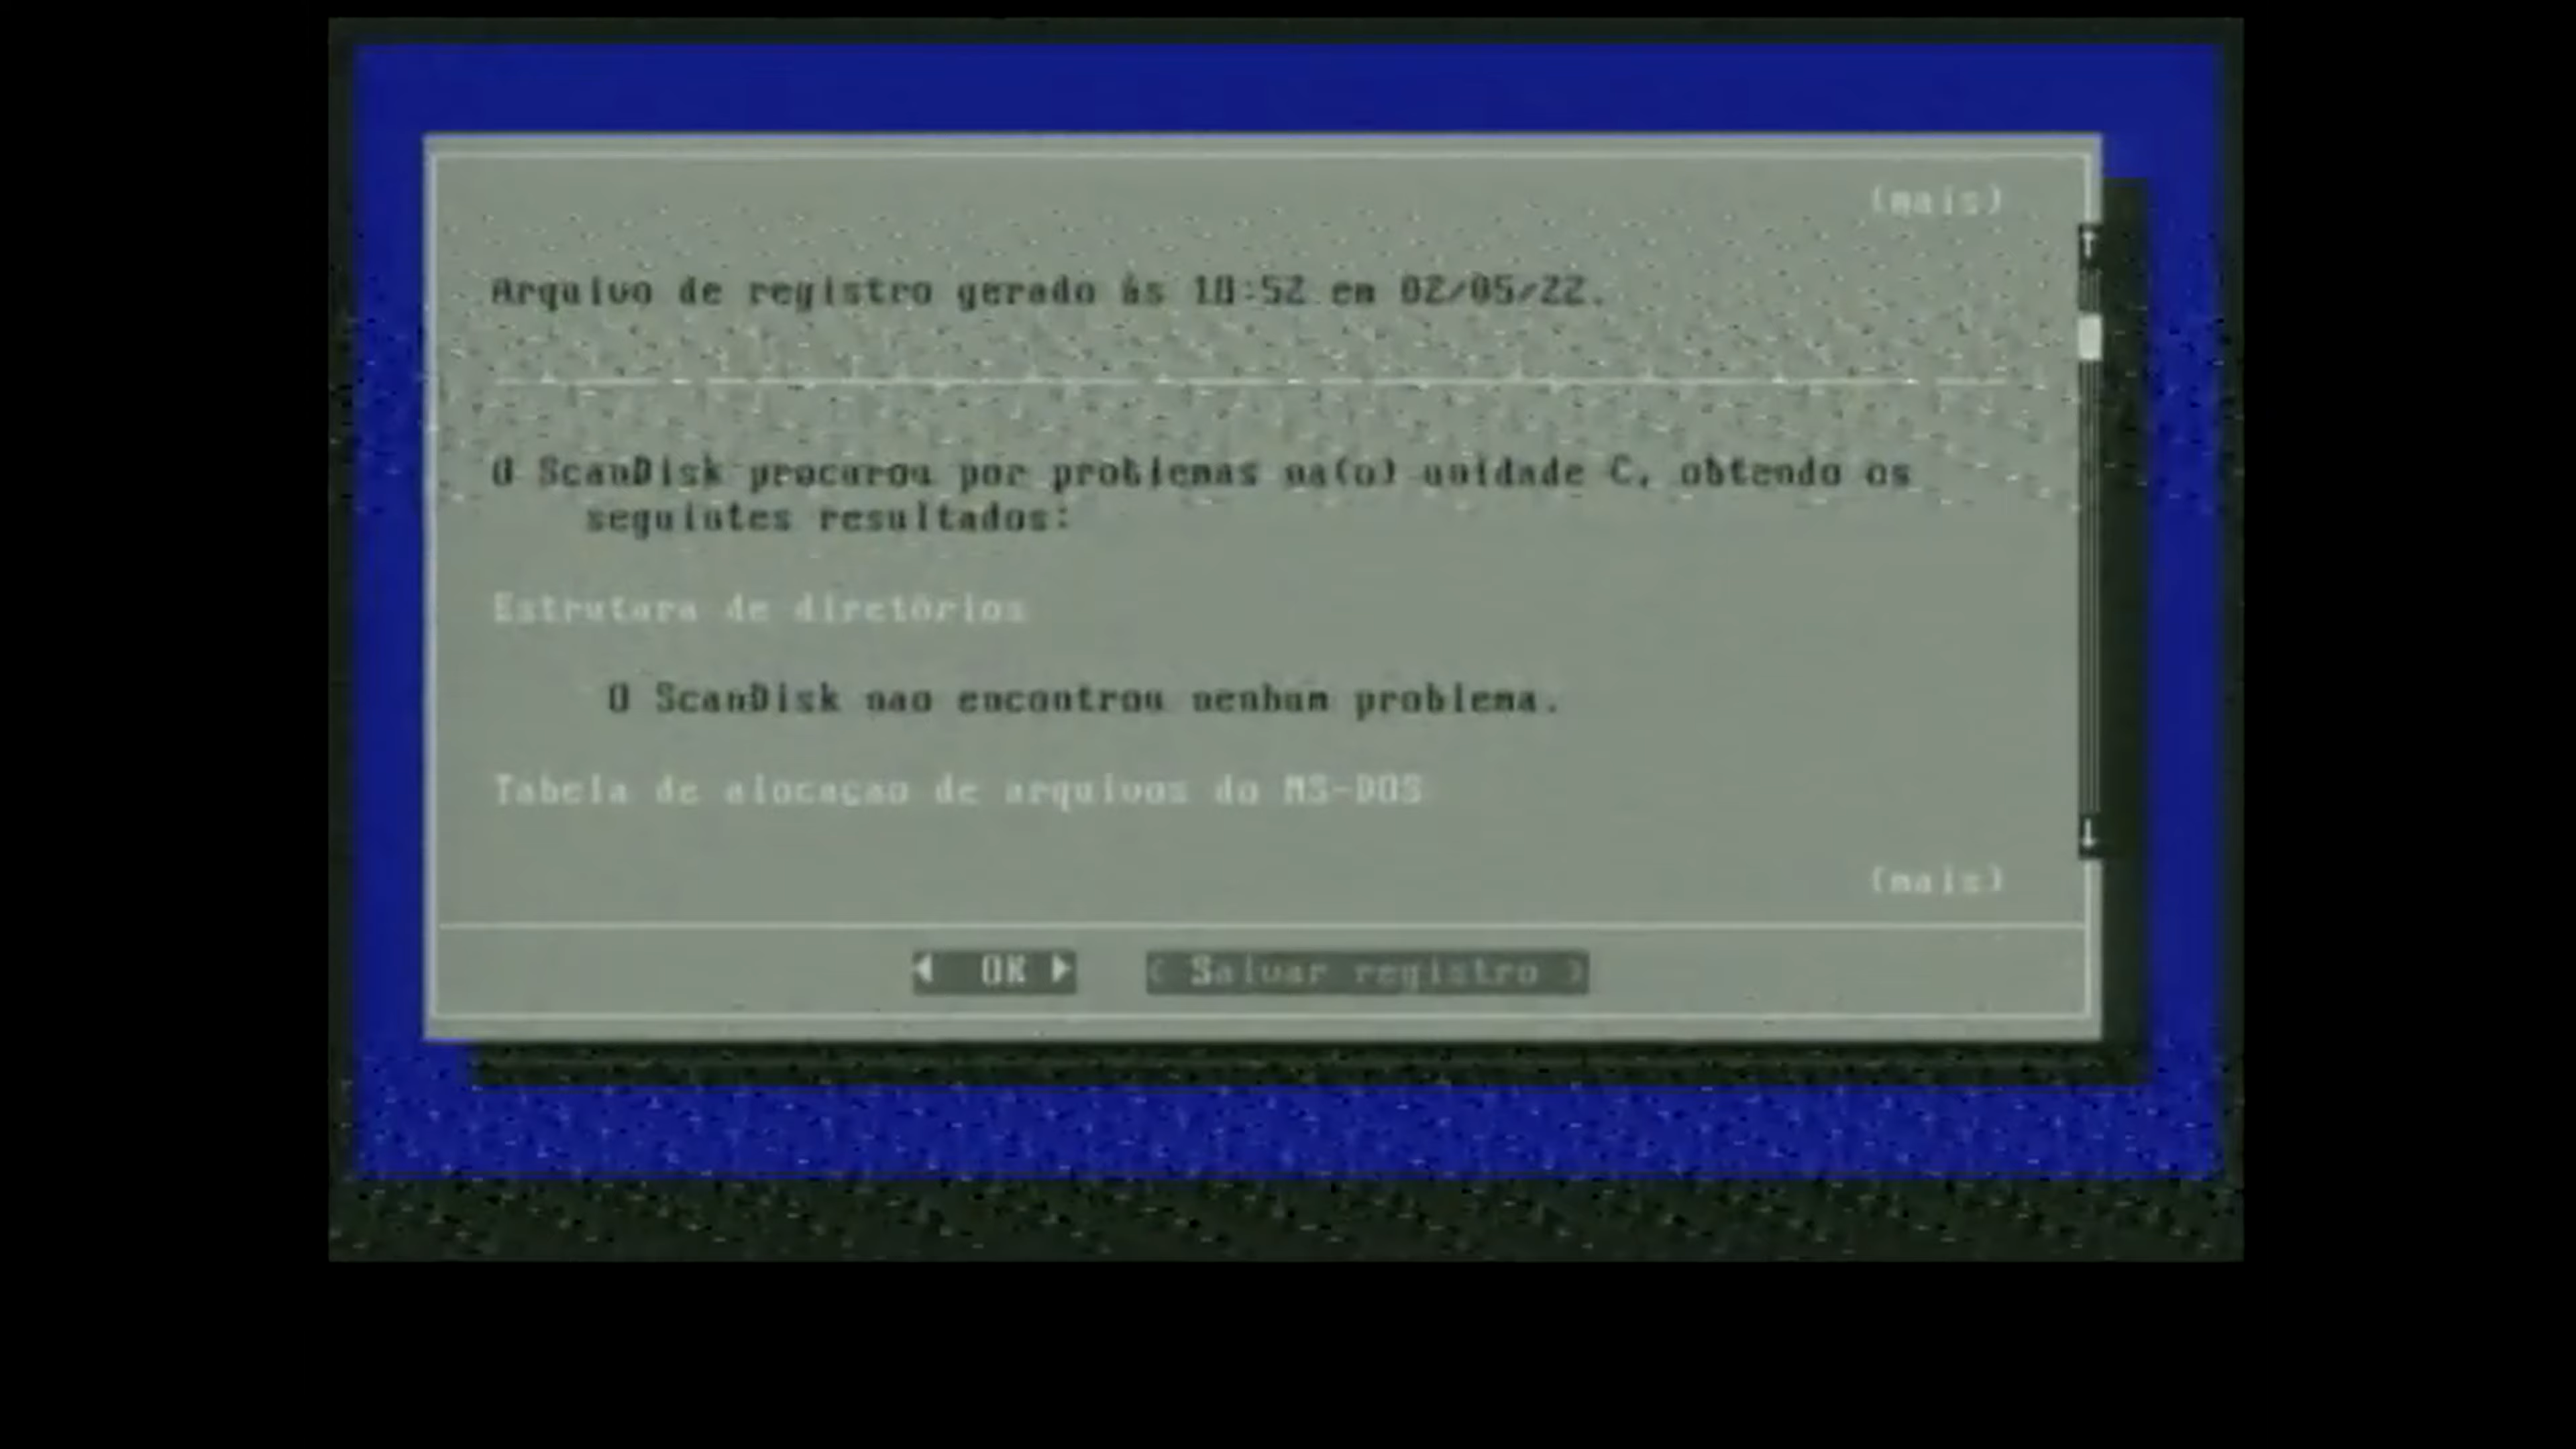 (mais)
Arquivo de registro gerado às 18:52 em 02/05/22.
O ScanDisk procurou por problemas na(o) unidade C, obtendo os
seguintes resultados:
Estrutura de diretórios
O ScanDisk nao encontrou nenhum problema.
Tabela de alocaçao de arquivos do MS-DOS
(mais)
◄ OK ► < Salvar registro >